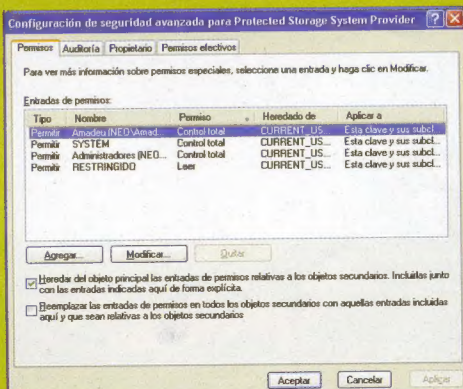 Configuración de seguridad avanzada para Protected Storage System Provider
Permisos Auditoría Propietario Permisos efectivos
Para ver más información sobre permisos especiales, seleccione una entrada y haga clic en Modificar.
Entradas de permisos:
Tipo Nombre Permiso Heredado de Aplicar a
Permitir Amadeu (NEO\Amad... Control total CURRENT_US... Esta clave y sus subcl...
Permitir SYSTEM Control total CURRENT_US... Esta clave y sus subcl...
Permitir Administradores (NEO... Control total CURRENT_US... Esta clave y sus subcl...
Permitir RESTRINGIDO Leer CURRENT_US... Esta clave y sus subcl...
Agregar... Modificar... Quitar
Heredar del objeto principal las entradas de permisos relativas a los objetos secundarios. Incluirlas junto
con las entradas indicadas aquí de forma explícita.
Reemplazar las entradas de permisos en todos los objetos secundarios con aquellas entradas incluidas
aquí y que sean relativas a los objetos secundarios
Aceptar Cancelar Aplicar